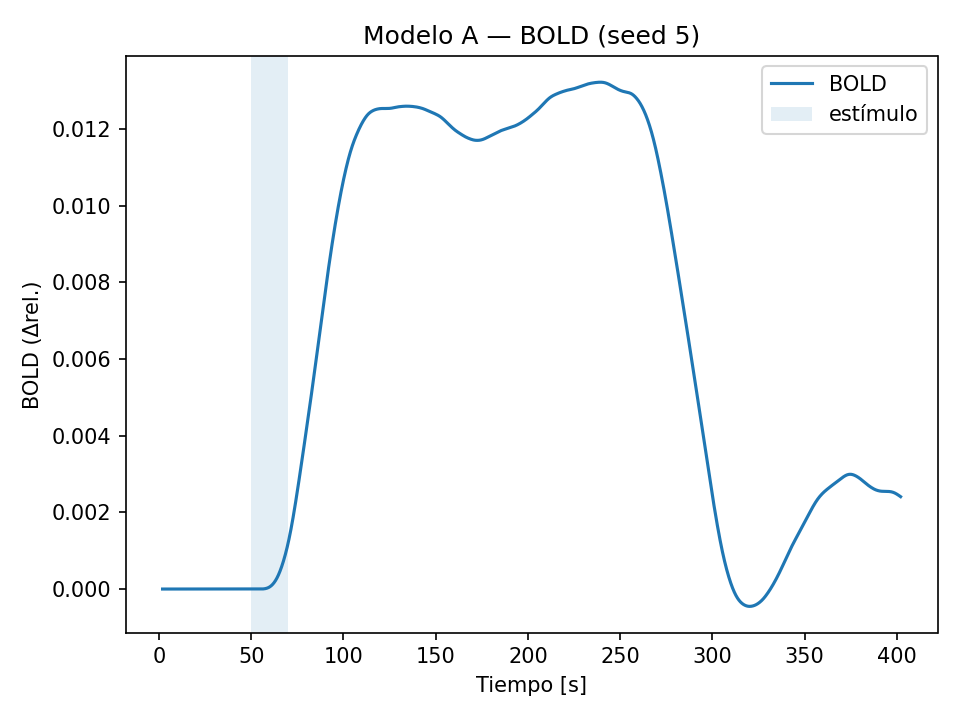 Modelo A — BOLD (seed 5)
BOLD
estímulo
BOLD (Δrel.)
0.012
0.010
0.008
0.006
0.004
0.002
0.000
0 50 100 150 200 250 300 350 400
Tiempo [s]